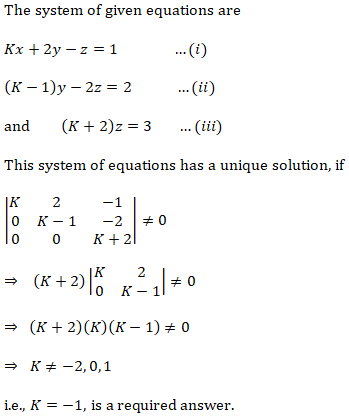 The system of given equations are
Kx + 2y − z = 1 …(i)
(K − 1)y − 2z = 2 …(ii)
and (K + 2)z = 3 …(iii)
This system of equations has a unique solution, if
|K 2 −1|
|0 K − 1 −2| ≠ 0
|0 0 K + 2|
⇒ (K + 2) |K 2|
|0 K − 1| ≠ 0
⇒ (K + 2)(K)(K − 1) ≠ 0
⇒ K ≠ −2, 0, 1
i.e., K = −1, is a required answer.